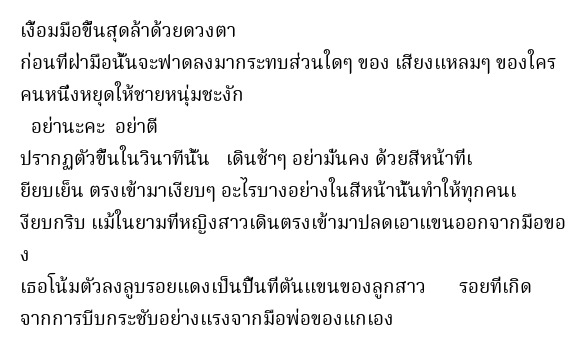 เงื้อมมือขึ้นสุดล้าด้วยดวงตา
ก่อนที่ฝ่ามือนั้นจะฟาดลงมากระทบส่วนใดๆ ของ เสียงแหลมๆ ของใคร
คนหนึ่งหยุดให้ชายหนุ่มชะงัก
อย่านะคะ อย่าตี
ปรากฏตัวขึ้นในวินาทีนั้น เดินช้าๆ อย่ามั่นคง ด้วยสีหน้าที่เ
ยียบเย็น ตรงเข้ามาเงียบๆ อะไรบางอย่างในสีหน้านั้นทำให้ทุกคนเ
งียบกริบ แม้ในยามที่หญิงสาวเดินตรงเข้ามาปลดเอาแขนออกจากมือขอ
ง
เธอโน้มตัวลงลูบรอยแดงเป็นปื้นที่ต้นแขนของลูกสาว รอยที่เกิด
จากการบีบกระชับอย่างแรงจากมือพ่อของแกเอง